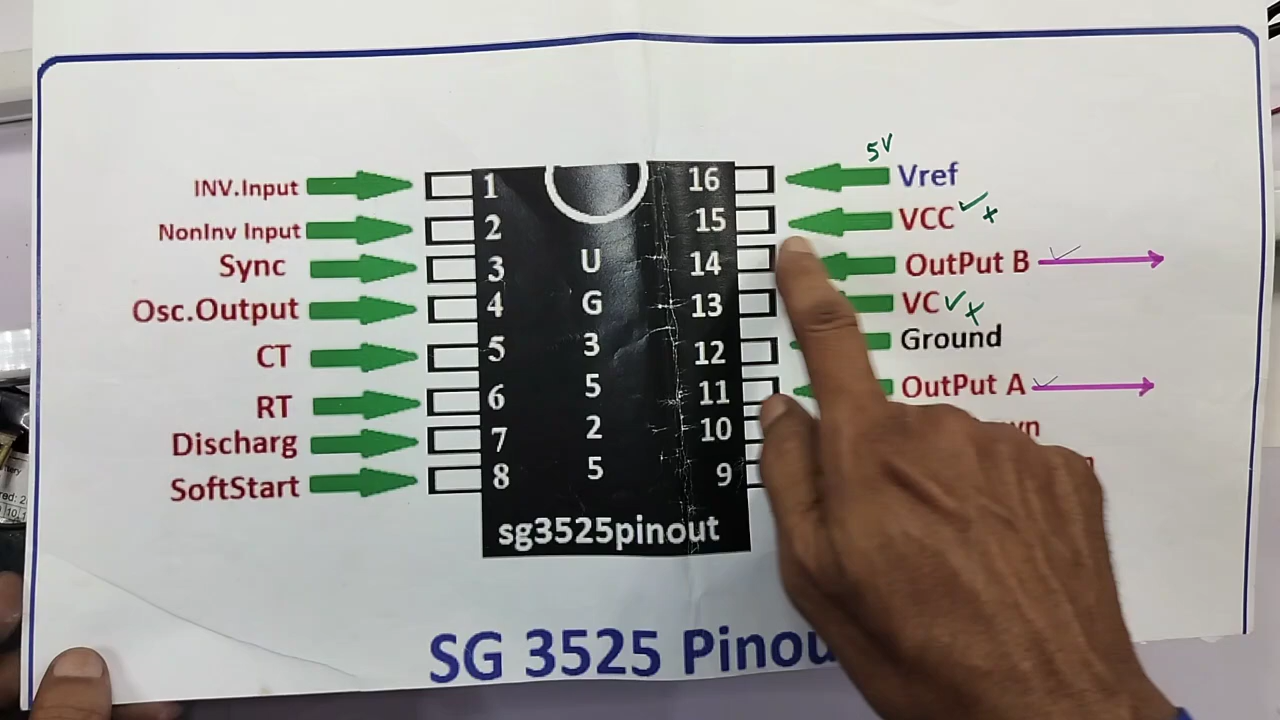 5V
INV.Input 1 16 Vref
NonInv Input 2 15 VCC ✓ x
Sync 3 U 14 OutPut B ✓
Osc.Output 4 G 13 VC ✓ x
CT 5 3 12 Ground
RT 6 5 11 OutPut A ✓
Discharg 7 2 10
SoftStart 8 5 9
sg3525pinout
SG 3525 Pinou